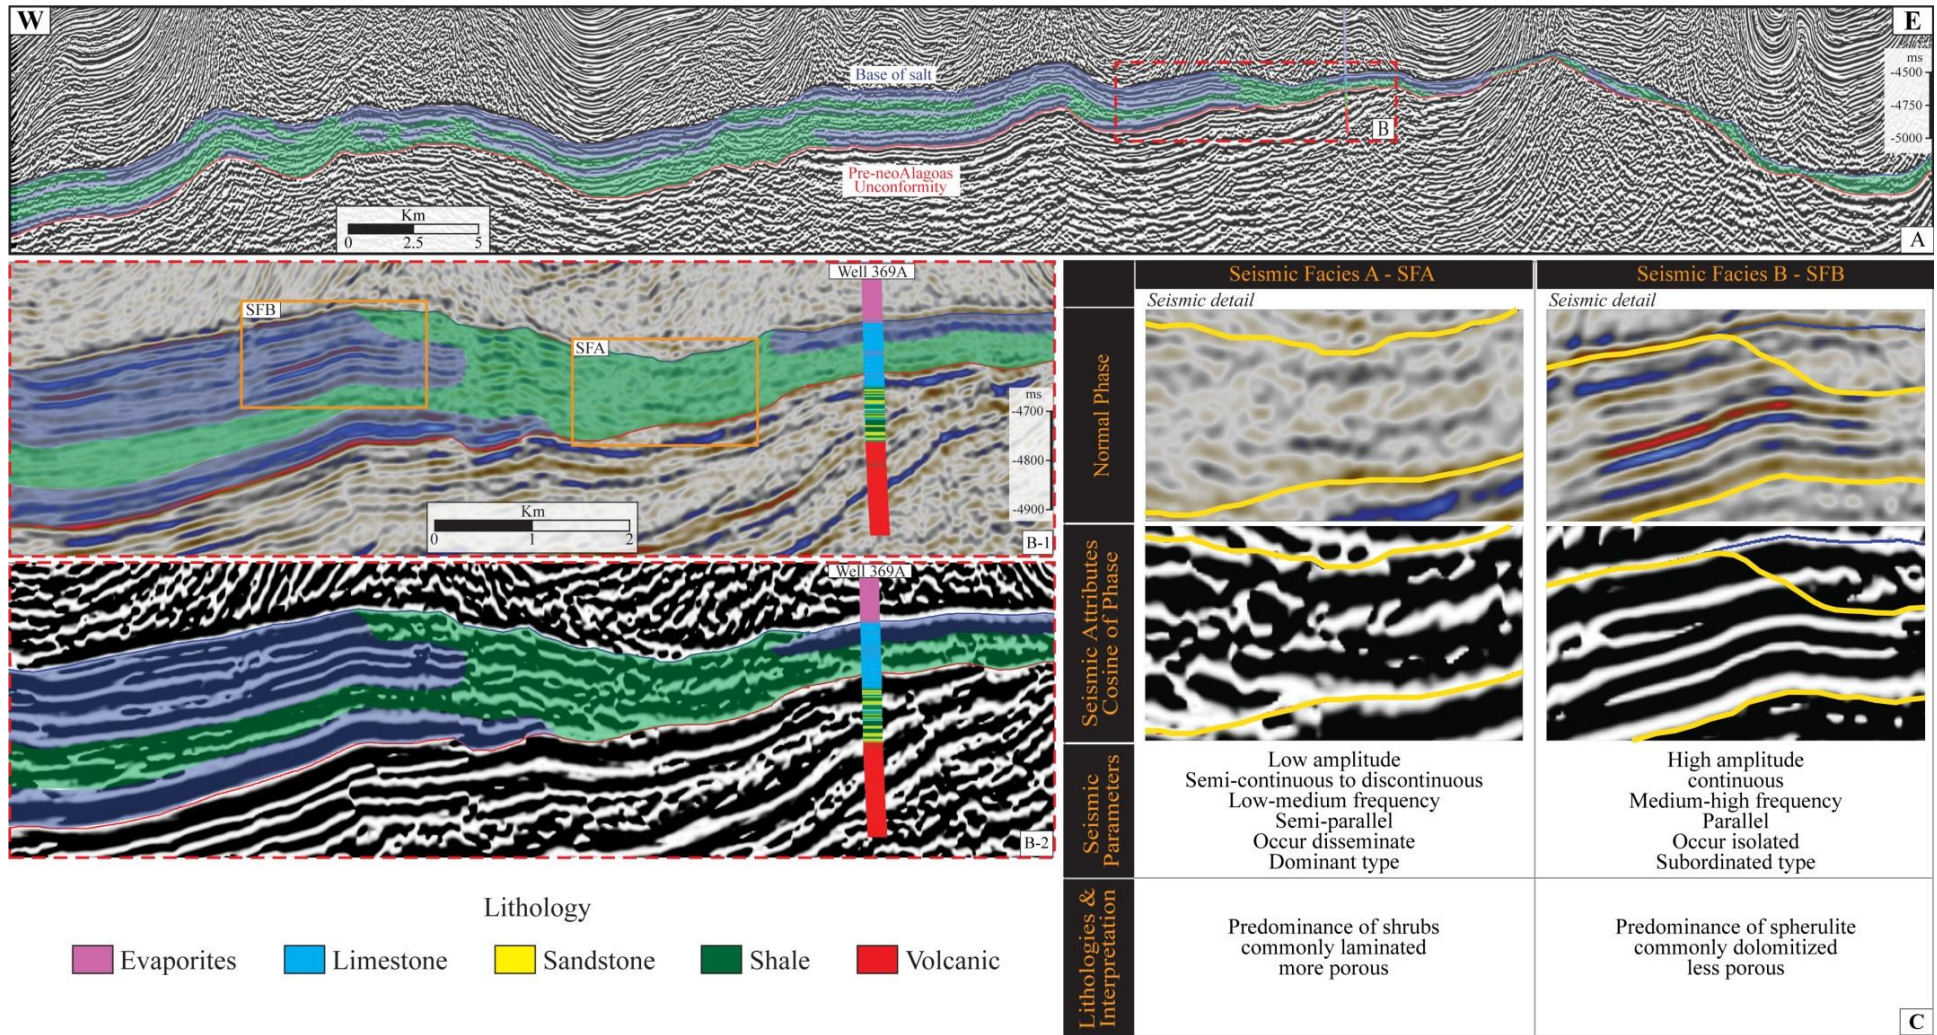 W
E
ms
-4500
-4750
-5000
Base of salt
B
Pre-neoAlagoas
Unconformity
Km
0 2.5 5
A
Well 369A
SFB
SFA
ms
-4700
-4800
-4900
Km
0 1 2
B-1
Well 369A
B-2
Lithology
Evaporites
Limestone
Sandstone
Shale
Volcanic
Seismic Facies A - SFA
Seismic Facies B - SFB
Normal Phase
Seismic detail
Seismic detail
Seismic Attributes
Cosine of Phase
Seismic
Parameters
Low amplitude
Semi-continuous to discontinuous
Low-medium frequency
Semi-parallel
Occur disseminate
Dominant type
High amplitude
continuous
Medium-high frequency
Parallel
Occur isolated
Subordinated type
Lithologies &
Interpretation
Predominance of shrubs
commonly laminated
more porous
Predominance of spherulite
commonly dolomitized
less porous
C